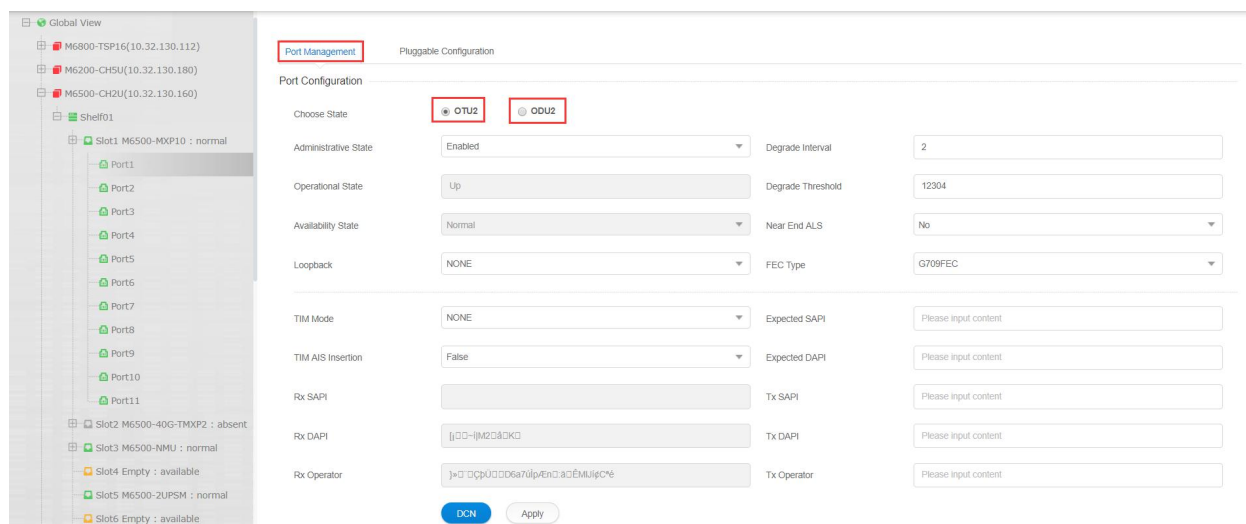 Global View
M6800-TSP16(10.32.130.112)
M6200-CH5U(10.32.130.180)
M6500-CH2U(10.32.130.160)
Shelf01
Slot1 M6500-MXP10 : normal
Port1
Port2
Port3
Port4
Port5
Port6
Port7
Port8
Port9
Port10
Port11
Slot2 M6500-40G-TMXP2 : absent
Slot3 M6500-NMU : normal
Slot4 Empty : available
Slot5 M6500-2UPSM : normal
Slot6 Empty : available
Port Management Pluggable Configuration
Port Configuration
Choose State OTU2 ODU2
Administrative State Enabled Degrade Interval 2
Operational State Up Degrade Threshold 12304
Availability State Normal Near End ALS No
Loopback NONE FEC Type G709FEC
TIM Mode NONE Expected SAPI Please input content
TIM AIS Insertion False Expected DAPI Please input content
Rx SAPI Tx SAPI Please input content
Rx DAPI Tx DAPI Please input content
Rx Operator Tx Operator Please input content
DCN Apply